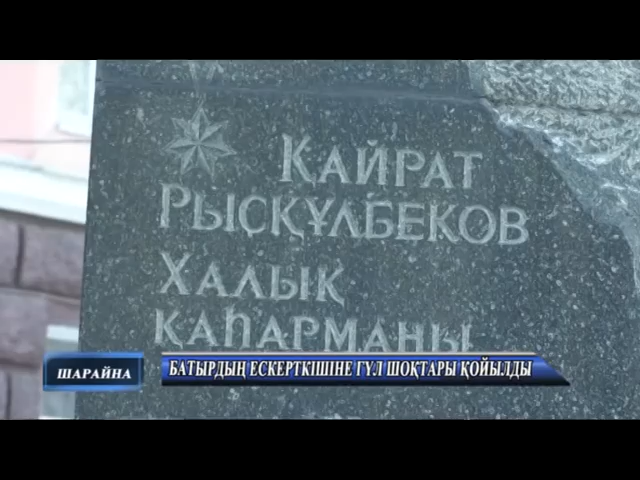 ҚАЙРАТ
РЫСҚҰЛБЕКОВ
ХАЛЫҚ
ҚАҺАРМАНЫ
ШАРАЙНА
БАТЫРДЫҢ ЕСКЕРТКІШІНЕ ГҮЛ ШОҚТАРЫ ҚОЙЫЛДЫ